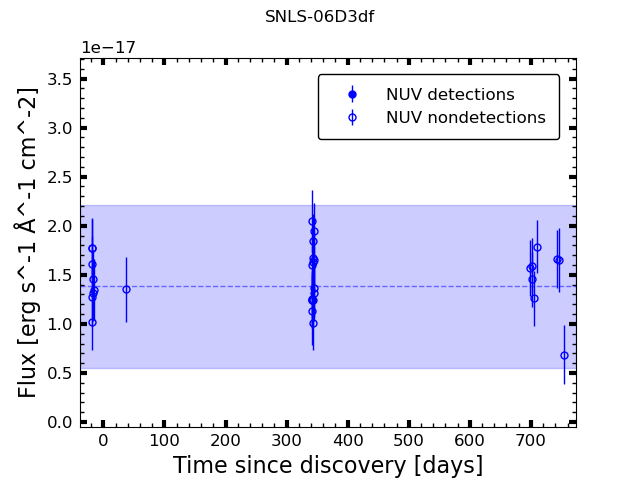 SNLS-06D3df
1e−17
NUV detections
NUV nondetections
3.5
3.0
2.5
2.0
1.5
1.0
0.5
0.0
Flux [erg s^-1 Å^-1 cm^-2]
0 100 200 300 400 500 600 700
Time since discovery [days]